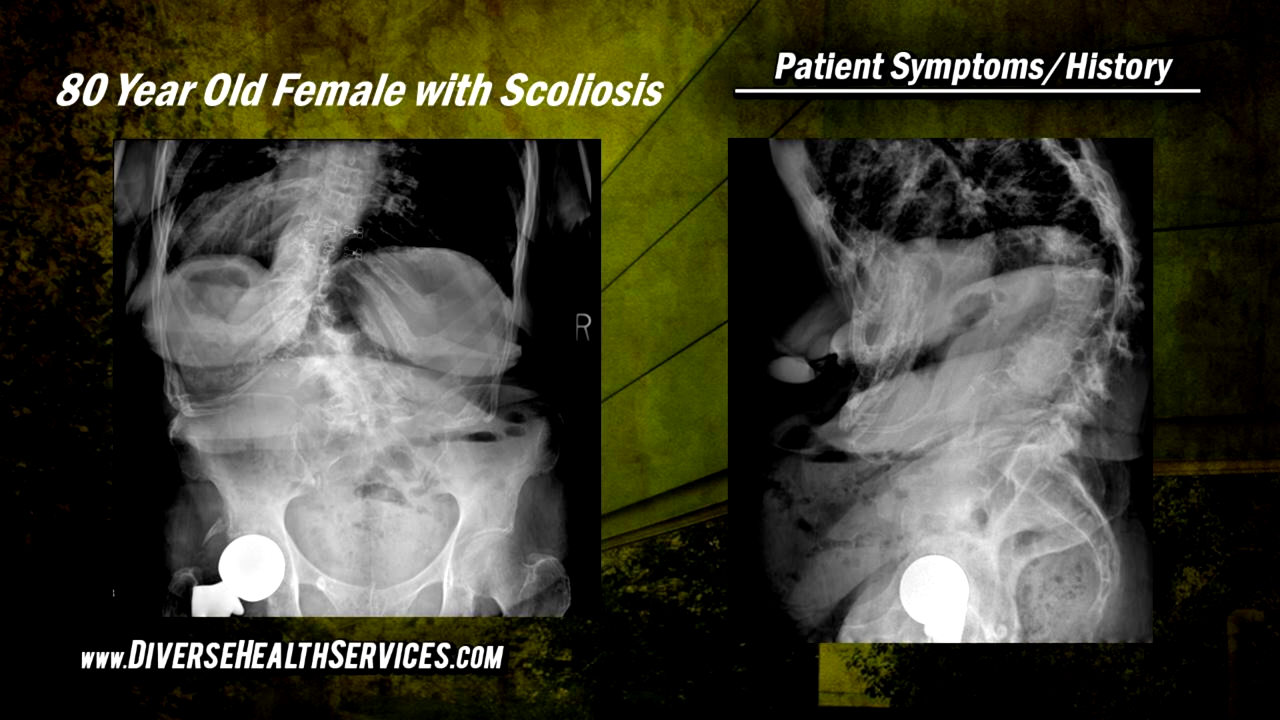 80 Year Old Female with Scoliosis
Patient Symptoms/History
R
www.DiverseHealthServices.com